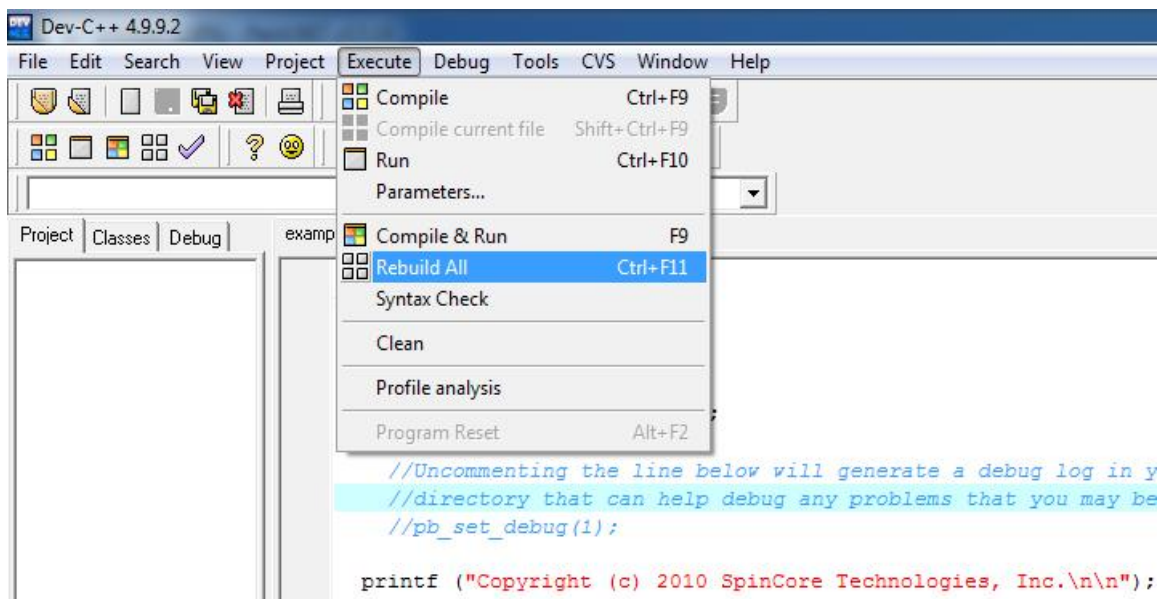 Dev-C++ 4.9.9.2
File Edit Search View Project Execute Debug Tools CVS Window Help
Compile Ctrl+F9
Compile current file Shift+Ctrl+F9
Run Ctrl+F10
Parameters...
Project Classes Debug examp
Compile & Run F9
Rebuild All Ctrl+F11
Syntax Check
Clean
Profile analysis
;
Program Reset Alt+F2
//Uncommenting the line below will generate a debug log in y
//directory that can help debug any problems that you may be
//pb_set_debug(1);
printf ("Copyright (c) 2010 SpinCore Technologies, Inc.\n\n");